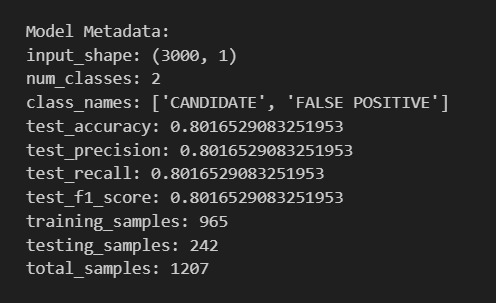 Model Metadata:
input_shape: (3000, 1)
num_classes: 2
class_names: ['CANDIDATE', 'FALSE POSITIVE']
test_accuracy: 0.8016529083251953
test_precision: 0.8016529083251953
test_recall: 0.8016529083251953
test_f1_score: 0.8016529083251953
training_samples: 965
testing_samples: 242
total_samples: 1207